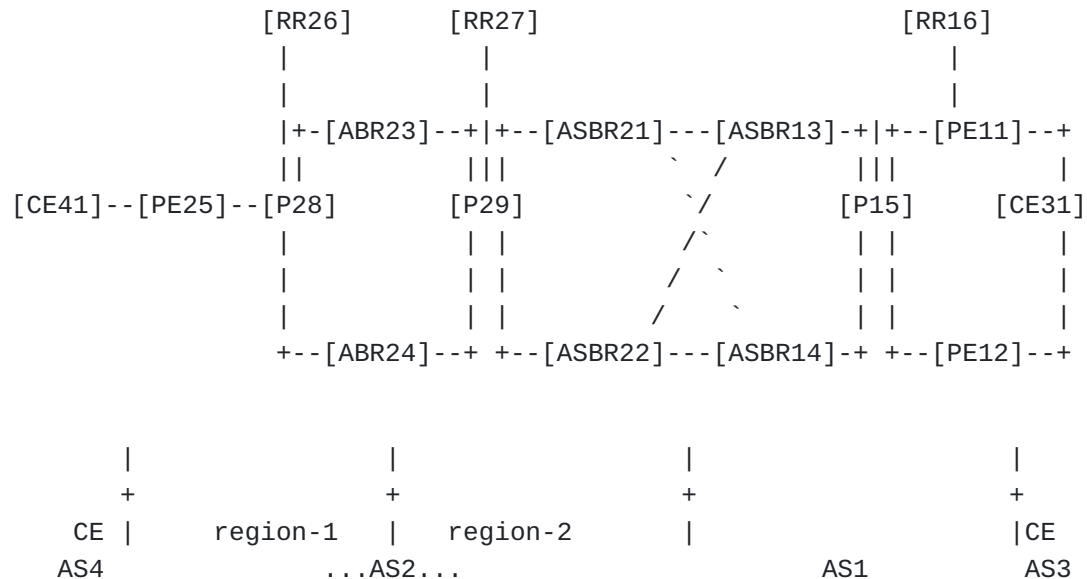 [RR26]      [RR27]                        [RR16]
|+-[ABR23]--+|+--[ASBR21]---[ASBR13]-+|+--[PE11]--+
[CE41]--[PE25]--[P28]       [P29]          `/        [P15]     [CE31]
+--[ABR24]--+ +--[ASBR22]---[ASBR14]-+ +--[PE12]--+
CE |     region-1   |   region-2       |                     |CE
AS4              ...AS2...                       AS1         AS3